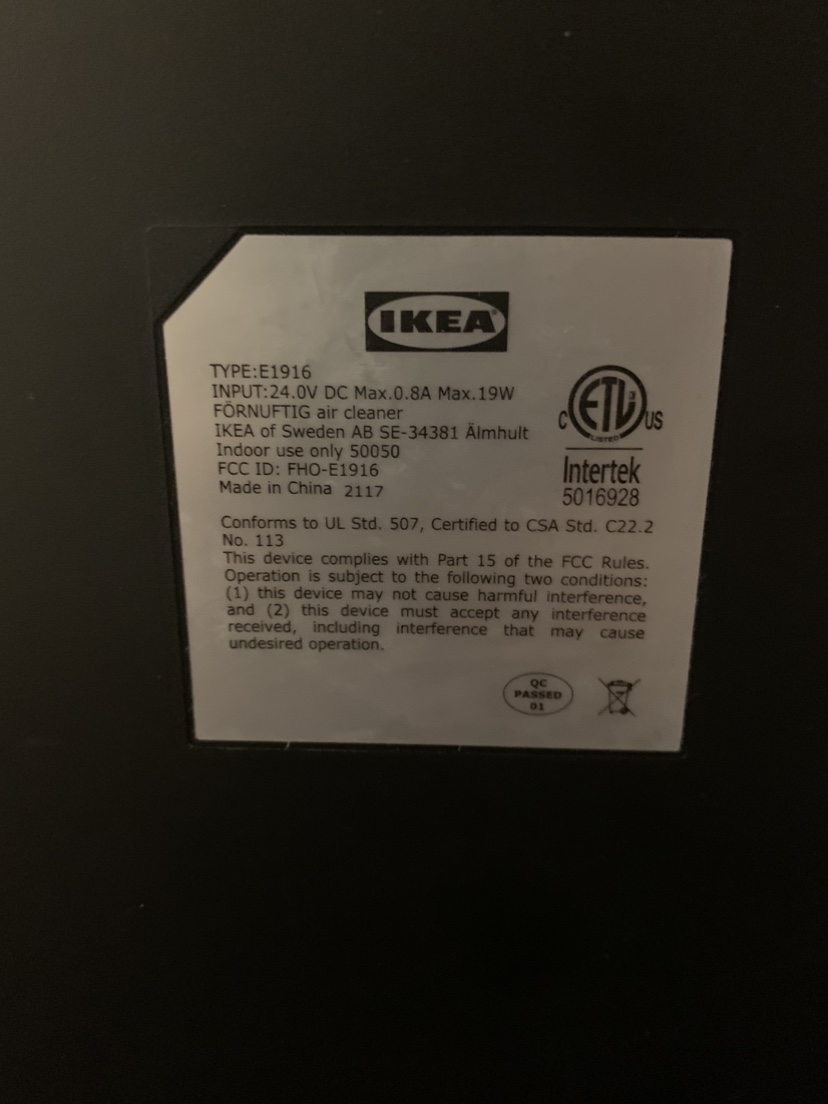 IKEA
TYPE:E1916
INPUT:24.0V DC Max.0.8A Max.19W
FÖRNUFTIG air cleaner
IKEA of Sweden AB SE-34381 Älmhult
Indoor use only 50050
FCC ID: FHO-E1916
Made in China 2117
C ETL US
LISTED
Intertek
5016928
Conforms to UL Std. 507, Certified to CSA Std. C22.2
No. 113
This device complies with Part 15 of the FCC Rules.
Operation is subject to the following two conditions:
(1) this device may not cause harmful interference,
and (2) this device must accept any interference
received, including interference that may cause
undesired operation.
QC
PASSED
01